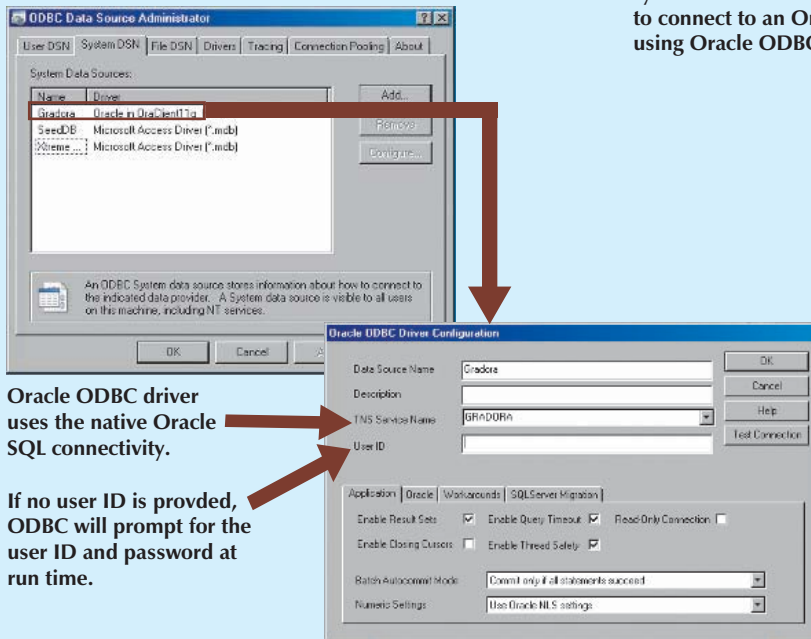 to connect to an Or
using Oracle ODBC
ODBC Data Source Administrator
User DSN System DSN File DSN Drivers Tracing Connection Pooling About
System Data Sources:
Name Driver
Gradora Oracle in OraClient11g
SeedDB Microsoft Access Driver (*.mdb)
Xtreme ... Microsoft Access Driver (*.mdb)
Add...
Remove
Configure...
An ODBC System data source stores information about how to connect to
the indicated data provider. A System data source is visible to all users
on this machine, including NT services.
OK Cancel A
Oracle ODBC driver
uses the native Oracle
SQL connectivity.
If no user ID is provded,
ODBC will prompt for the
user ID and password at
run time.
Oracle ODBC Driver Configuration
Data Source Name Gradora
Description
TNS Service Name GRADORA
User ID
OK
Cancel
Help
Test Connection
Application Oracle Workarounds SQLServer Migration
Enable Result Sets Enable Query Timeout Read-Only Connection
Enable Closing Cursors Enable Thread Safety
Batch Autocommit Mode Commit only if all statements succeed
Numeric Settings Use Oracle NLS settings